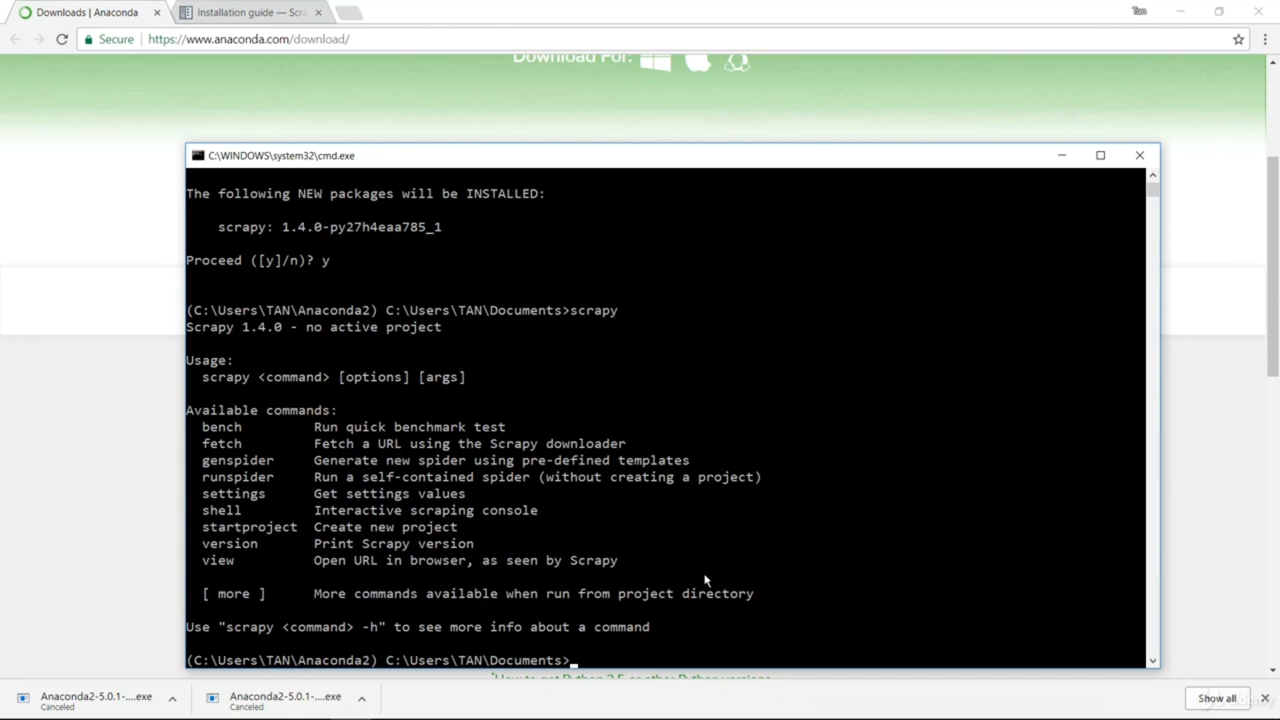 Downloads | Anaconda
Installation guide — Scra
Tan
Secure https://www.anaconda.com/download/
Download For:
C:\WINDOWS\system32\cmd.exe
The following NEW packages will be INSTALLED:
scrapy: 1.4.0-py27h4eaa785_1
Proceed ([y]/n)? y
(C:\Users\TAN\Anaconda2) C:\Users\TAN\Documents>scrapy
Scrapy 1.4.0 - no active project
Usage:
scrapy <command> [options] [args]
Available commands:
bench Run quick benchmark test
fetch Fetch a URL using the Scrapy downloader
genspider Generate new spider using pre-defined templates
runspider Run a self-contained spider (without creating a project)
settings Get settings values
shell Interactive scraping console
startproject Create new project
version Print Scrapy version
view Open URL in browser, as seen by Scrapy
[ more ] More commands available when run from project directory
Use "scrapy <command> -h" to see more info about a command
(C:\Users\TAN\Anaconda2) C:\Users\TAN\Documents>
Anaconda2-5.0.1-....exe
Canceled
Anaconda2-5.0.1-....exe
Canceled
Show all